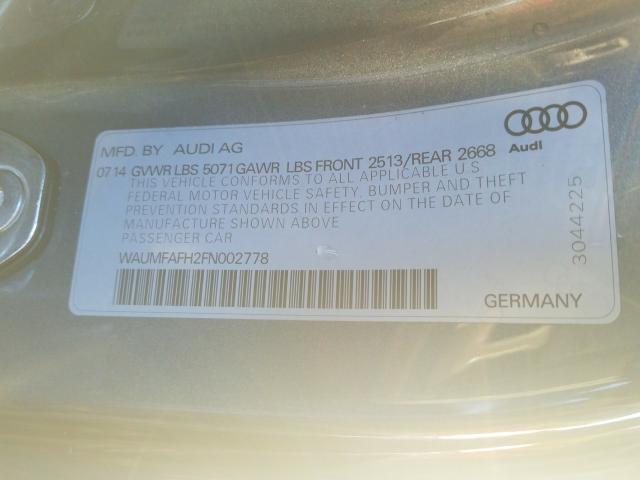 MFD. BY AUDI AG
Audi
0714 GVWR LBS 5071 GAWR LBS FRONT 2513/REAR 2668
THIS VEHICLE CONFORMS TO ALL APPLICABLE U S
FEDERAL MOTOR VEHICLE SAFETY, BUMPER AND THEFT
PREVENTION STANDARDS IN EFFECT ON THE DATE OF
MANUFACTURE SHOWN ABOVE
PASSENGER CAR
WAUMFAFH2FN002778
3044225
GERMANY